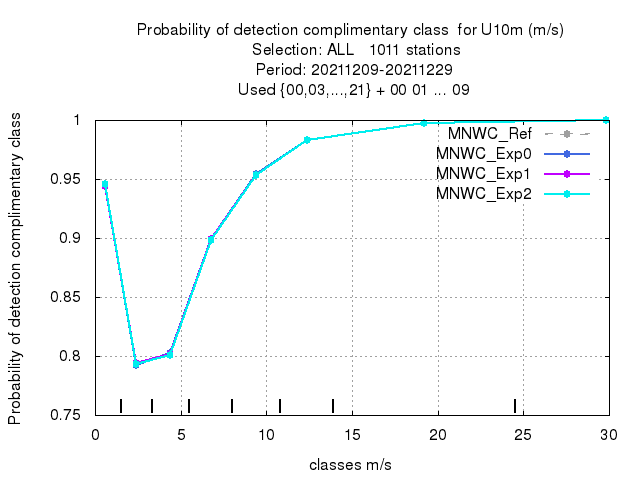 Probability of detection complimentary class  for U10m (m/s)
Selection: ALL   1011 stations
Period: 20211209-20211229
Used {00,03,...,21} + 00 01 ... 09
Probability of detection complimentary class
1
0.95
0.9
0.85
0.8
0.75
MNWC_Ref
MNWC_Exp0
MNWC_Exp1
MNWC_Exp2
0 5 10 15 20 25 30
classes m/s